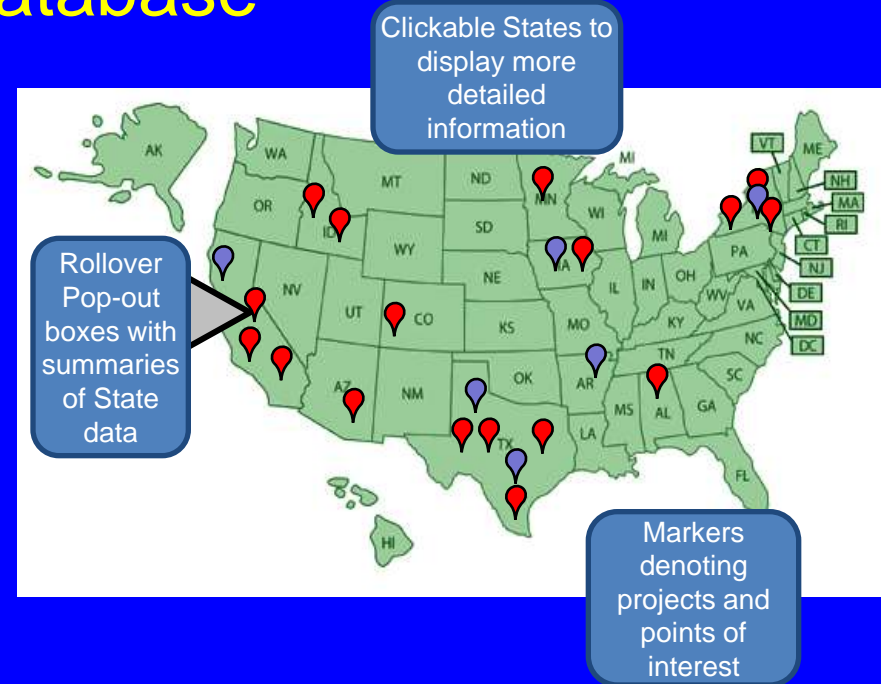 atabase
Clickable States to
display more
detailed
information
Rollover
Pop-out
boxes with
summaries
of State
data
Markers
denoting
projects and
points of
interest
AK
WA
MT
ND
MN
MI
VT
ME
NH
MA
RI
CT
NJ
DE
MD
DC
OR
ID
SD
WI
MI
WY
PA
NV
NE
IA
IL
IN
OH
WV
VA
UT
CO
KS
MO
KY
NC
TN
AZ
NM
OK
AR
SC
MS
AL
GA
TX
LA
FL
HI